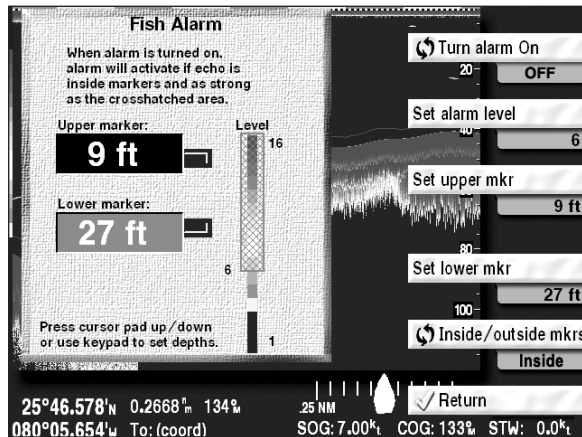 Fish Alarm
When alarm is turned on,
alarm will activate if echo is
inside markers and as strong
as the crosshatched area.
Upper marker:
9 ft
Lower marker:
27 ft
Level
16
6
1
Press cursor pad up/down
or use keypad to set depths.
20
40
80
100
Turn alarm On
OFF
Set alarm level
6
Set upper mkr
9 ft
Set lower mkr
27 ft
Inside/outside mkrs
Inside
Return
25°46.578'N 0.2668nm 134°M
.25 NM
080°05.654'W To: (coord)
SOG: 7.00kt COG: 133°M STW: 0.0kt